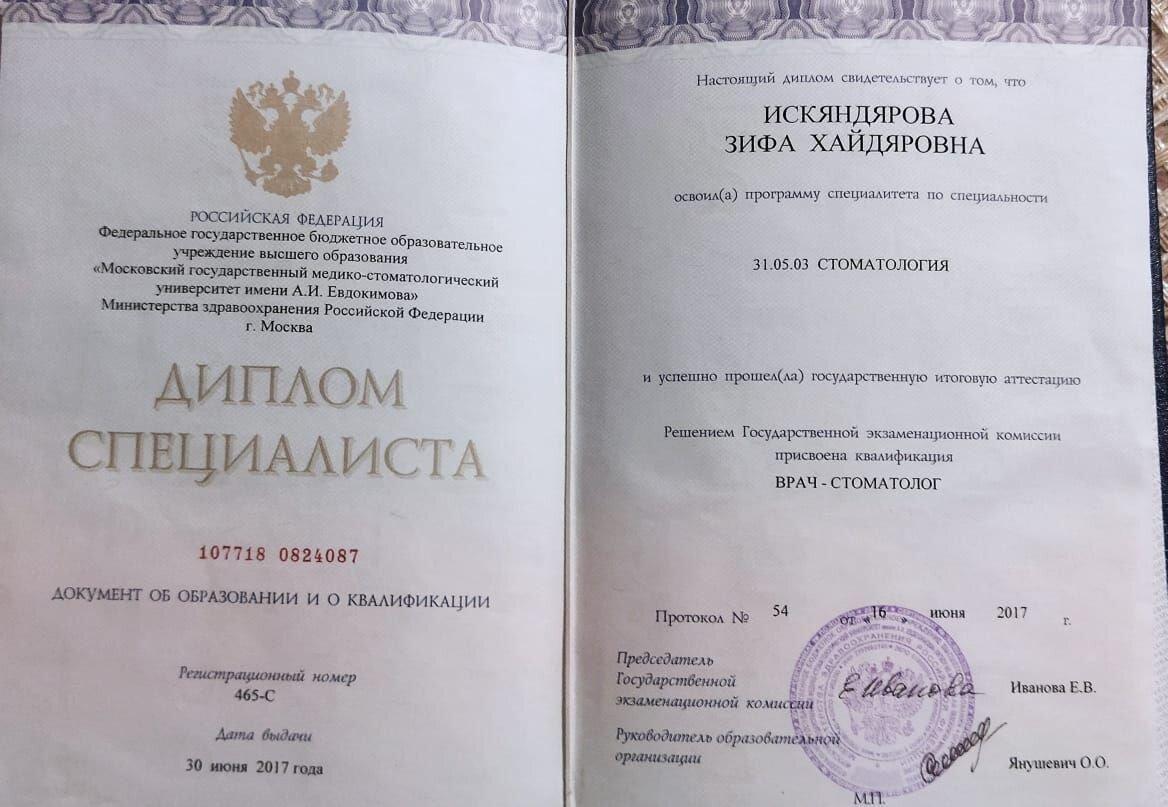 РОССИЙСКАЯ ФЕДЕРАЦИЯ
Федеральное государственное бюджетное образовательное
учреждение высшего образования
«Московский государственный медико-стоматологический
университет имени А.И. Евдокимова»
Министерства здравоохранения Российской Федерации
г. Москва
ДИПЛОМ
СПЕЦИАЛИСТА
107718 0824087
ДОКУМЕНТ ОБ ОБРАЗОВАНИИ И О КВАЛИФИКАЦИИ
Регистрационный номер
465-С
Дата выдачи
30 июня 2017 года
Настоящий диплом свидетельствует о том, что
ИСКЯНДЯРОВА
ЗИФА ХАЙДЯРОВНА
освоил(а) программу специалитета по специальности
31.05.03 СТОМАТОЛОГИЯ
и успешно прошел(ла) государственную итоговую аттестацию
Решением Государственной экзаменационной комиссии
присвоена квалификация
ВРАЧ - СТОМАТОЛОГ
Протокол № 54 от « 16 » июня 2017 г.
Председатель
Государственной
экзаменационной комиссии Е Иванова Иванова Е.В.
Руководитель образовательной
организации Янушевич О.О.
М.П.